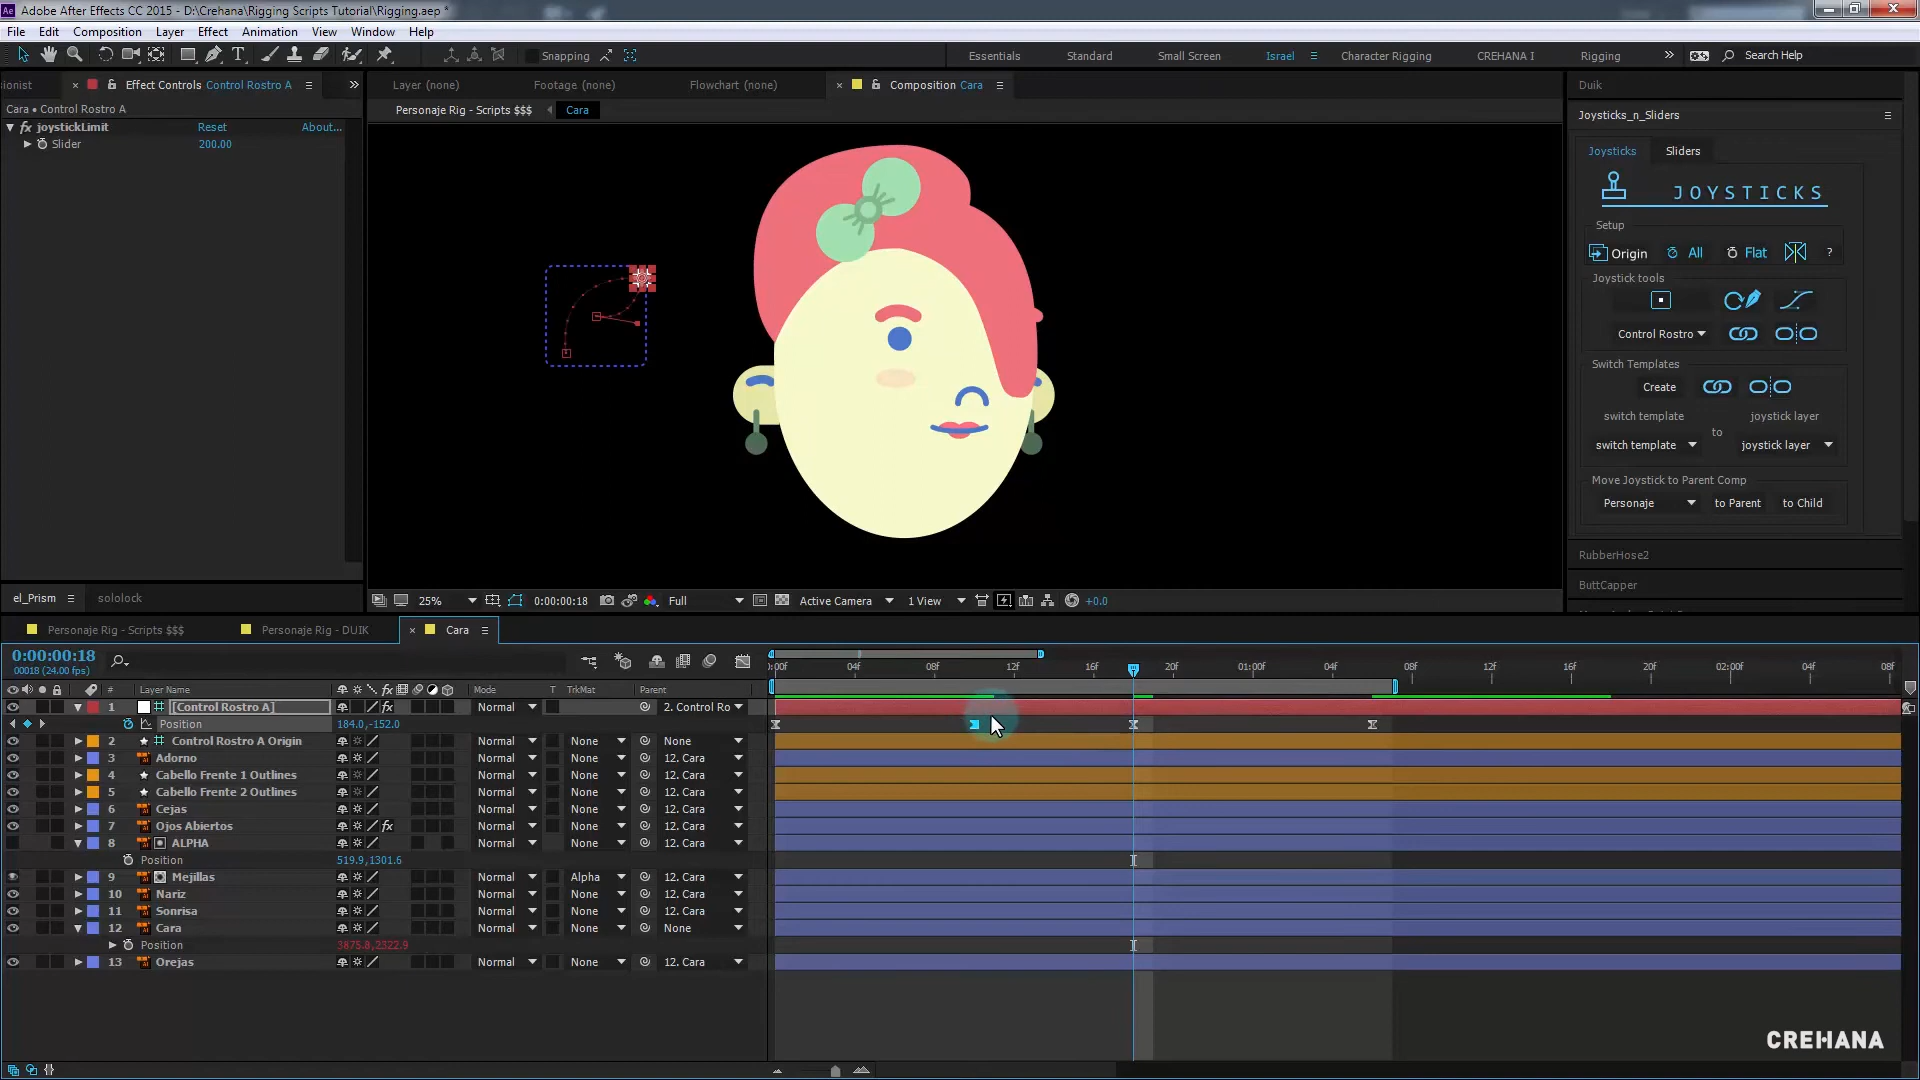 Adobe After Effects CC 2015 - D:\Crehana\Rigging Scripts Tutorial\Rigging.aep *
File Edit Composition Layer Effect Animation View Window Help
Snapping
Essentials Standard Small Screen Israel Character Rigging CREHANA I Rigging Search Help
sionist Effect Controls Control Rostro A
Layer (none) Footage (none) Flowchart (none) Composition Cara
Duik
Cara • Control Rostro A
Personaje Rig - Scripts $$$ Cara
Joysticks_n_Sliders
fx joystickLimit Reset About...
Slider 200.00
Joysticks Sliders
JOYSTICKS
Setup
Origin All Flat ?
Joystick tools
Control Rostro
Switch Templates
Create
switch template joystick layer
to
switch template joystick layer
Move Joystick to Parent Comp
Personaje to Parent to Child
RubberHose2
ButtCapper
el_Prism sololock
25% 0:00:00:18 Full Active Camera 1 View +0.0
Personaje Rig - Scripts $$$ Personaje Rig - DUIK Cara
0:00:00:18
00018 (24.00 fps)
:00f 04f 08f 12f 16f 20f 01:00f 04f 08f 12f 16f 20f 02:00f 04f 08f
# Layer Name Mode T TrkMat Parent
1 [Control Rostro A] Normal 2. Control Ro
Position 184.0,-152.0
2 Control Rostro A Origin Normal None None
3 Adorno Normal None 12. Cara
4 Cabello Frente 1 Outlines Normal None 12. Cara
5 Cabello Frente 2 Outlines Normal None 12. Cara
6 Cejas Normal None 12. Cara
7 Ojos Abiertos Normal None 12. Cara
8 ALPHA Normal None 12. Cara
Position 519.9,1301.6
9 Mejillas Normal Alpha 12. Cara
10 Nariz Normal None 12. Cara
11 Sonrisa Normal None 12. Cara
12 Cara Normal None None
Position 3875.8,2322.9
13 Orejas Normal None 12. Cara
CREHANA